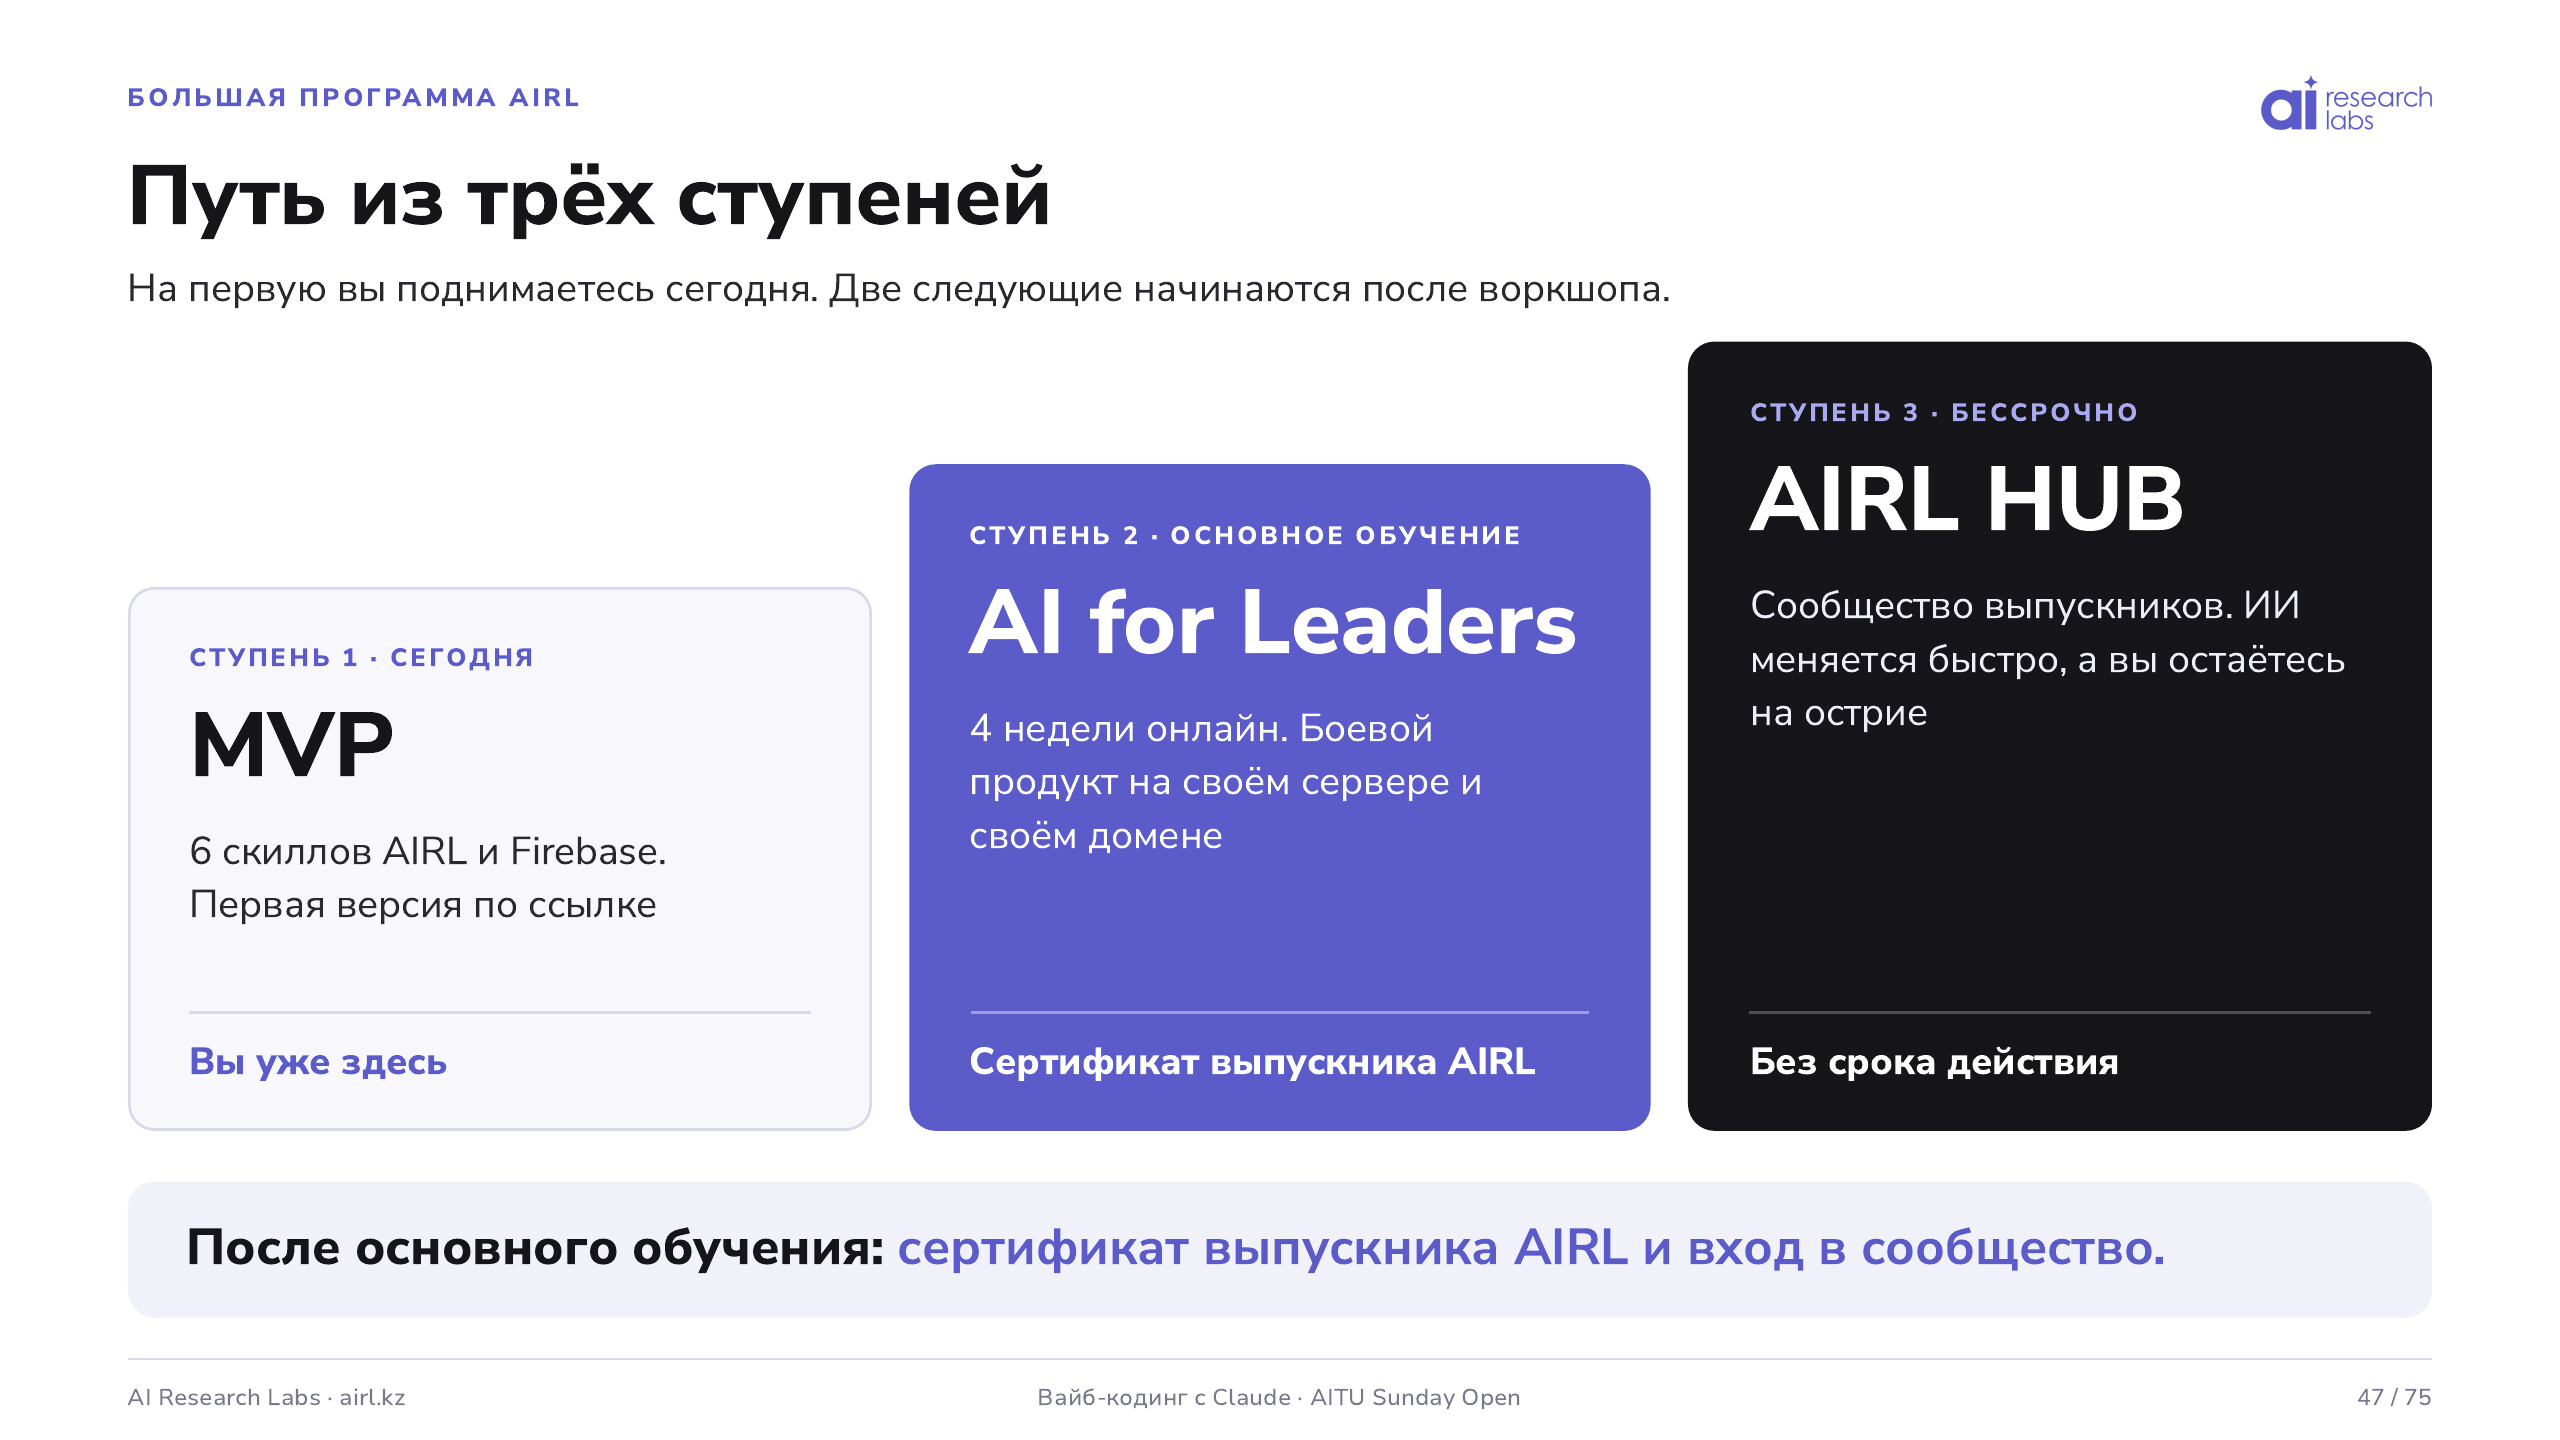 БОЛЬШАЯ ПРОГРАММА AIRL
ai research
labs
Путь из трёх ступеней
На первую вы поднимаетесь сегодня. Две следующие начинаются после воркшопа.
СТУПЕНЬ 1 · СЕГОДНЯ
MVP
6 скиллов AIRL и Firebase.
Первая версия по ссылке
Вы уже здесь
СТУПЕНЬ 2 · ОСНОВНОЕ ОБУЧЕНИЕ
AI for Leaders
4 недели онлайн. Боевой
продукт на своём сервере и
своём домене
Сертификат выпускника AIRL
СТУПЕНЬ 3 · БЕССРОЧНО
AIRL HUB
Сообщество выпускников. ИИ
меняется быстро, а вы остаётесь
на острие
Без срока действия
После основного обучения: сертификат выпускника AIRL и вход в сообщество.
AI Research Labs · airl.kz
Вайб-кодинг с Claude · AITU Sunday Open
47 / 75